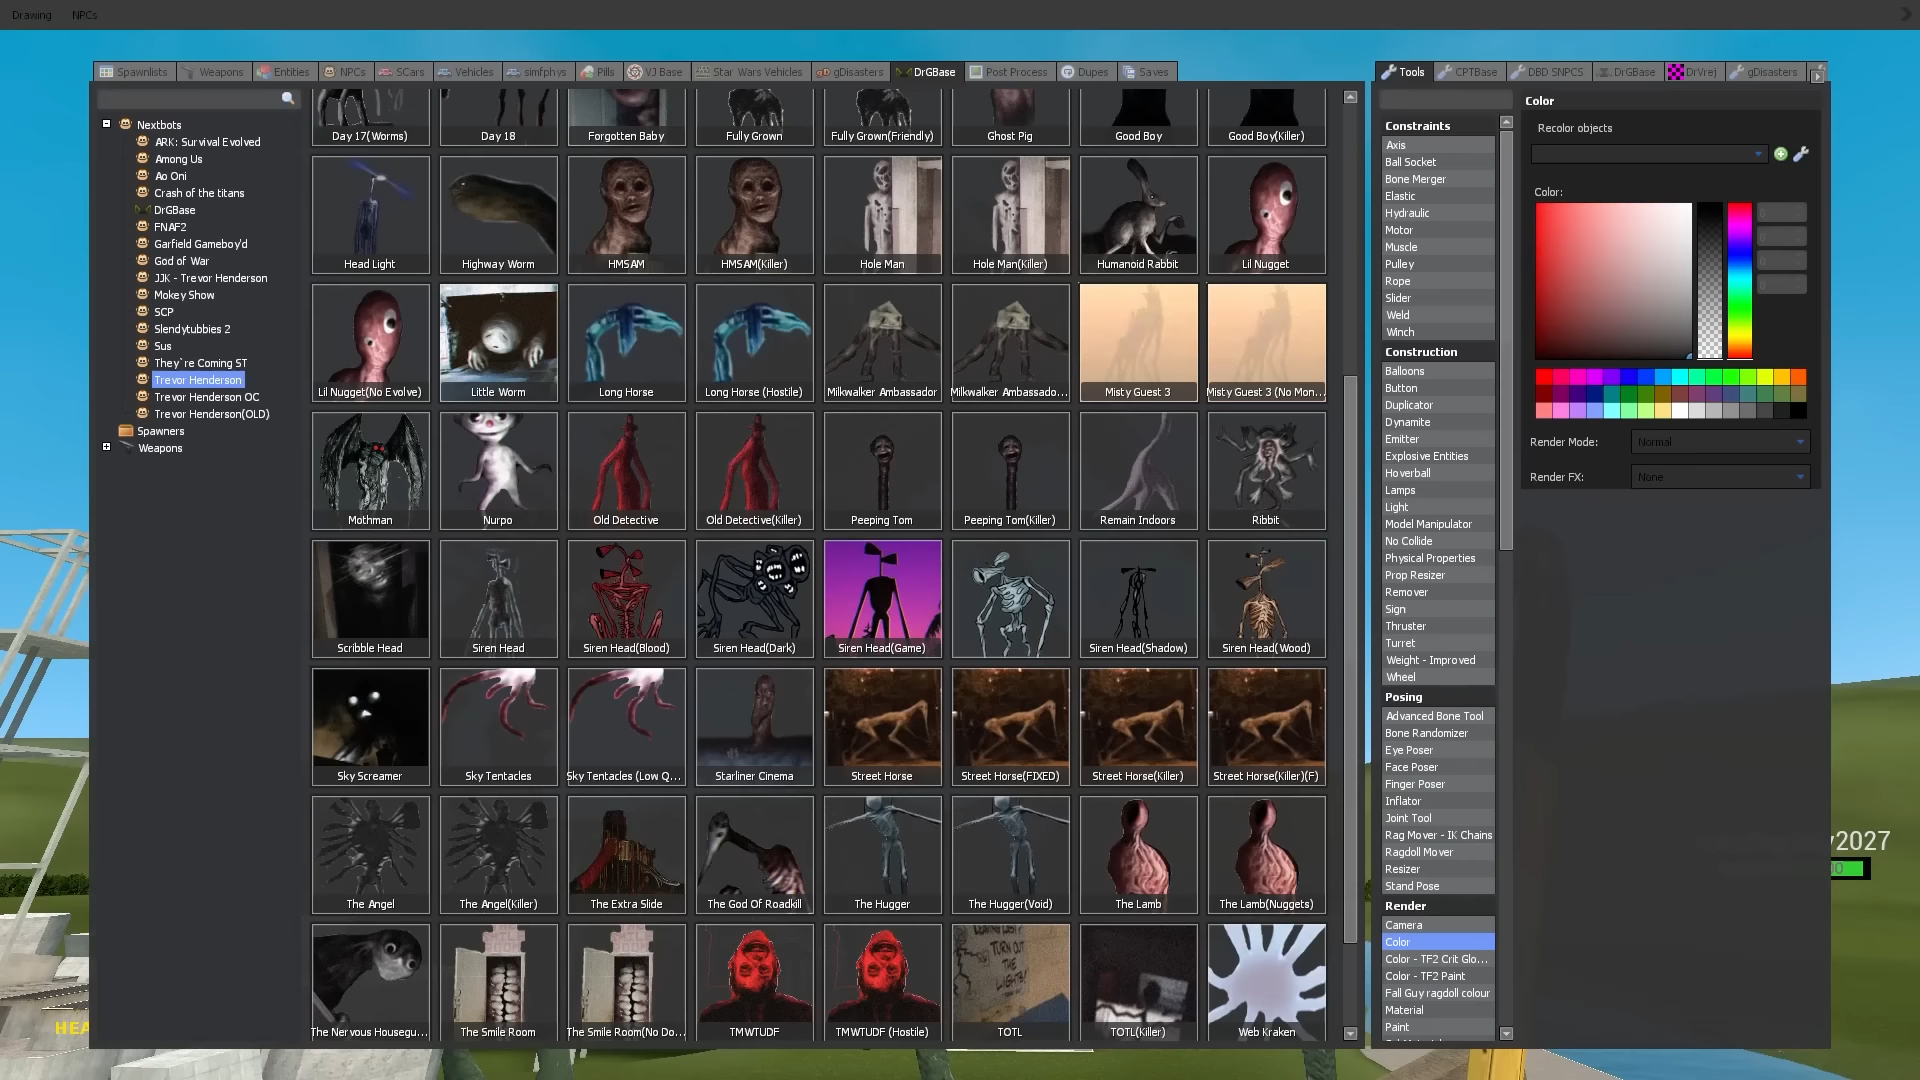 Drawing NPCs
Spawnlists Weapons Entities NPCs SCars Vehicles simfphys Pills VJ Base Star Wars Vehicles gDisasters DrGBase Post Process Dupes Saves
Tools CPTBase DBD SNPCS DrGBase DrVrej gDisasters
Nextbots
ARK: Survival Evolved
Among Us
Ao Oni
Crash of the titans
DrGBase
FNAF2
Garfield Gameboy'd
God of War
JJK - Trevor Henderson
Mokey Show
SCP
Slendytubbies 2
Sus
They`re Coming ST
Trevor Henderson
Trevor Henderson OC
Trevor Henderson(OLD)
Spawners
Weapons
Day 17(Worms) Day 18 Forgotten Baby Fully Grown Fully Grown(Friendly) Ghost Pig Good Boy Good Boy(Killer)
Head Light Highway Worm HMSAM HMSAM(Killer) Hole Man Hole Man(Killer) Humanoid Rabbit Lil Nugget
Lil Nugget(No Evolve) Little Worm Long Horse Long Horse (Hostile) Milkwalker Ambassador Milkwalker Ambassado... Misty Guest 3 Misty Guest 3 (No Mon...
Mothman Nurpo Old Detective Old Detective(Killer) Peeping Tom Peeping Tom(Killer) Remain Indoors Ribbit
Scribble Head Siren Head Siren Head(Blood) Siren Head(Dark) Siren Head(Game) Siren Head(Shadow) Siren Head(Wood)
Sky Screamer Sky Tentacles Sky Tentacles (Low Q... Starliner Cinema Street Horse Street Horse(FIXED) Street Horse(Killer) Street Horse(Killer)(F)
The Angel The Angel(Killer) The Extra Slide The God Of Roadkill The Hugger The Hugger(Void) The Lamb The Lamb(Nuggets)
TURN OUT
THE
LIGHTS!
The Nervous Housegu... The Smile Room The Smile Room(No Do... TMWTUDF TMWTUDF (Hostile) TOTL TOTL(Killer) Web Kraken
Constraints
Axis
Ball Socket
Bone Merger
Elastic
Hydraulic
Motor
Muscle
Pulley
Rope
Slider
Weld
Winch
Construction
Balloons
Button
Duplicator
Dynamite
Emitter
Explosive Entities
Hoverball
Lamps
Light
Model Manipulator
No Collide
Physical Properties
Prop Resizer
Remover
Sign
Thruster
Turret
Weight - Improved
Wheel
Posing
Advanced Bone Tool
Bone Randomizer
Eye Poser
Face Poser
Finger Poser
Inflator
Joint Tool
Rag Mover - IK Chains
Ragdoll Mover
Resizer
Stand Pose
Render
Camera
Color
Color - TF2 Crit Glo...
Color - TF2 Paint
Fall Guy ragdoll colour
Material
Paint
Color
Recolor objects
Color:
Render Mode: Normal
Render FX: None
y2027
HEA